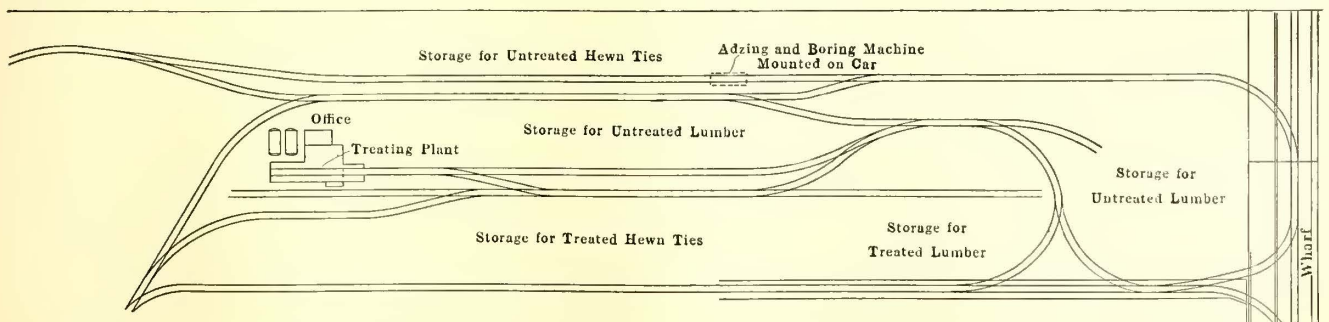 Storage for Untreated Hewn Ties
Adzing and Boring Machine
Mounted on Car
Office
Storage for Untreated Lumber
Treating Plant
Storage for
Untreated Lumber
Storage for Treated Hewn Ties
Storage for
Treated Lumber
Wharf